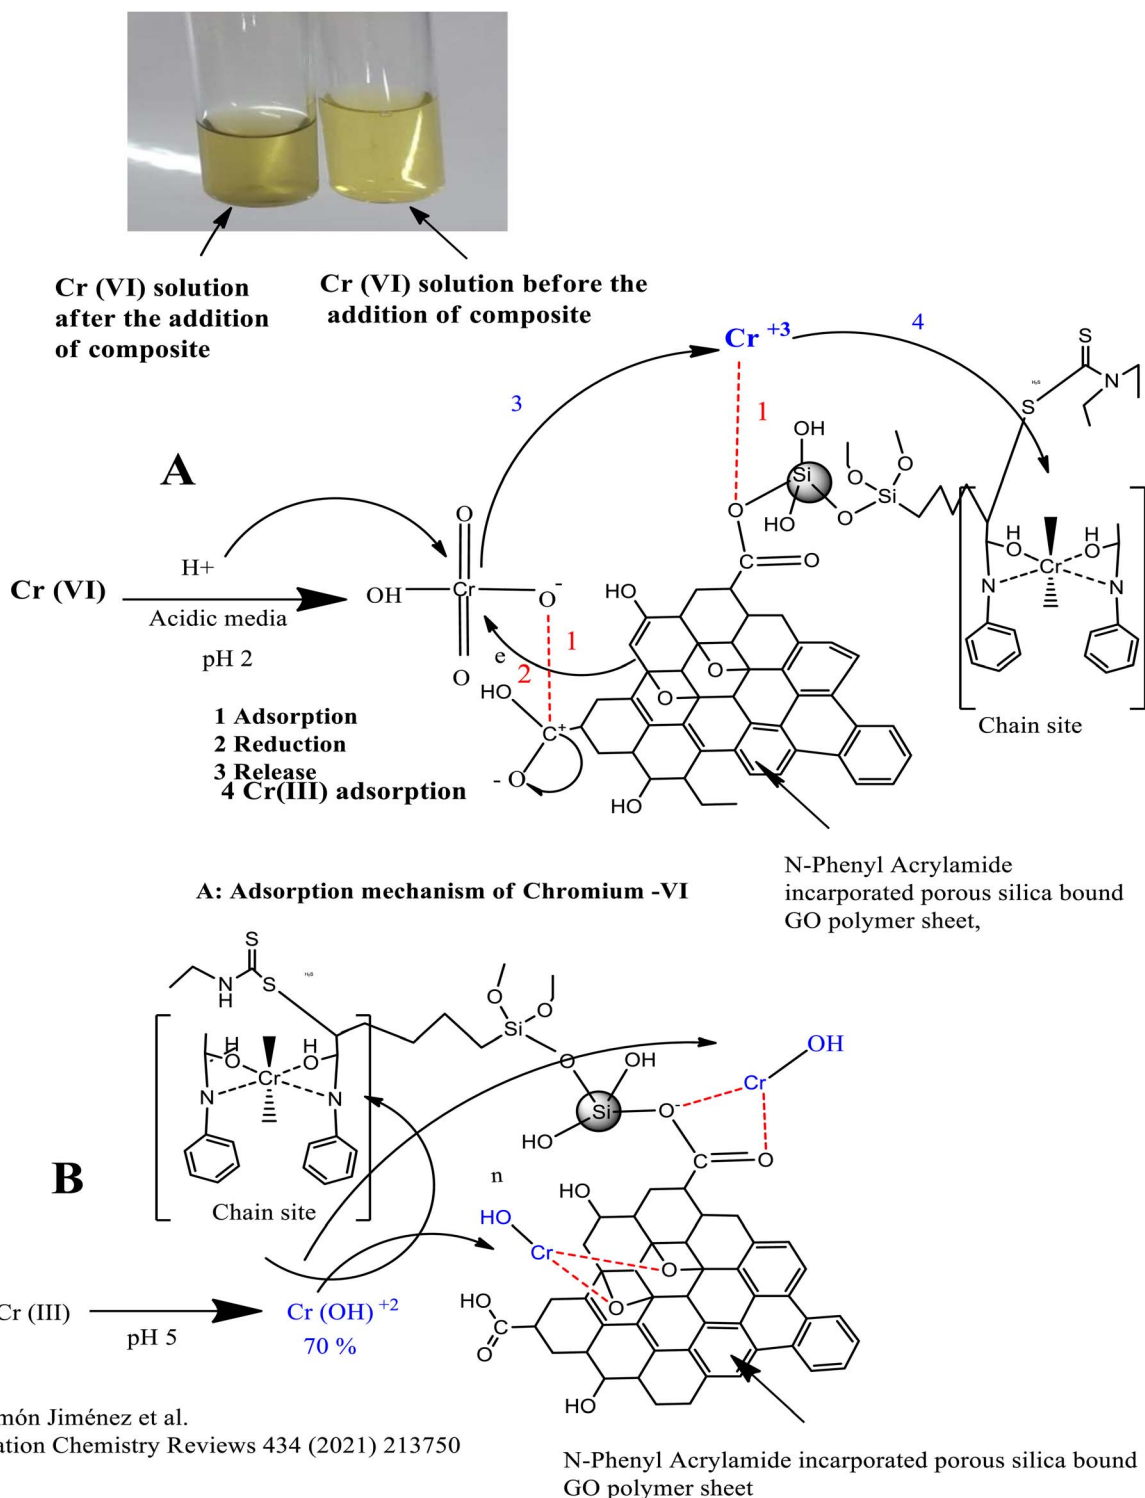 Cr (VI) solution
after the addition
of composite
Cr (VI) solution before the
addition of composite
Cr +3
4
3
1
S
H₂S
S
N
A
OH
Si
HO
O
O
O
Si
O
H
O
H
O
Cr
N
N
Chain site
Cr (VI)
H+
Acidic media
pH 2
O
OH
Cr
O-
O
1
e
2
HO
C+
-O
O
C
O
HO
O
O
HO
1 Adsorption
2 Reduction
3 Release
4 Cr(III) adsorption
N-Phenyl Acrylamide
incorporated porous silica bound
GO polymer sheet,
A: Adsorption mechanism of Chromium -VI
S
N
H
S
H₂S
O
O
Si
H
O
H
O
Cr
N
N
Chain site
O
OH
Si
HO
O-
Cr
OH
C
O
B
n
HO
HO
Cr
O
O
HO
C
O
HO
Cr (III)
pH 5
Cr (OH) +2
70 %
món Jiménez et al.
ation Chemistry Reviews 434 (2021) 213750
N-Phenyl Acrylamide incorporated porous silica bound
GO polymer sheet